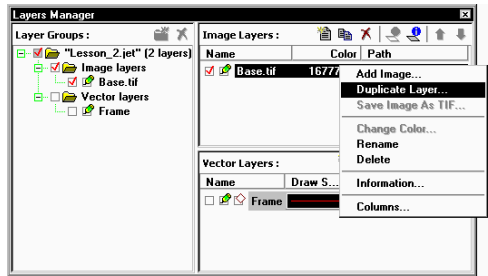 Layers Manager
Layer Groups :
"Lesson_2.jet" (2 layers)
Image layers
Base.tif
Vector layers
Frame
Image Layers :
Name Color Path
Base.tif 16777
Add Image...
Duplicate Layer...
Save Image As TIF...
Change Color...
Rename
Delete
Information...
Columns...
Vector Layers :
Name Draw S...
Frame